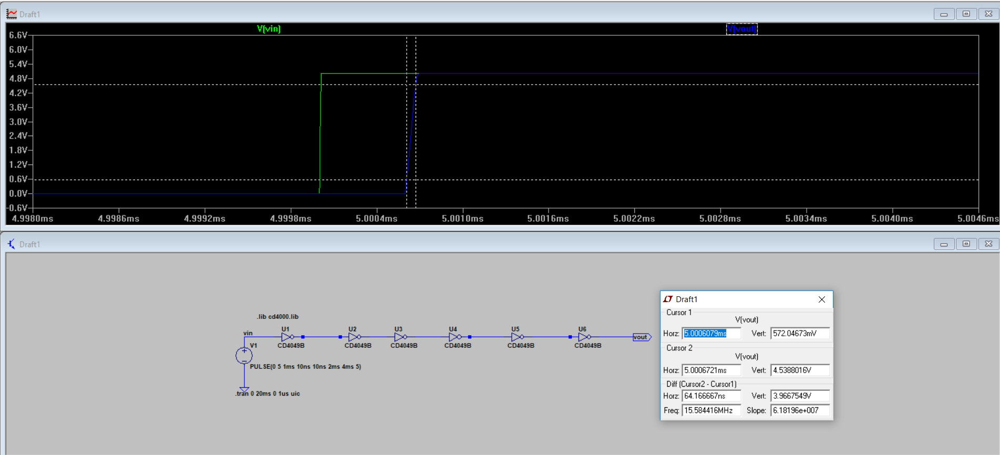 Draft1
V(vin) V(vout)
6.6V
6.0V
5.4V
4.8V
4.2V
3.6V
3.0V
2.4V
1.8V
1.2V
0.6V
0.0V
-0.6V
4.9980ms 4.9986ms 4.9992ms 4.9998ms 5.0004ms 5.0010ms 5.0016ms 5.0022ms 5.0028ms 5.0034ms 5.0040ms 5.0046ms
Draft1
.lib cd4000.lib
vin U1 U2 U3 U4 U5 U6 vout
V1 CD4049B CD4049B CD4049B CD4049B CD4049B CD4049B
PULSE(0 5 1ms 10ns 10ns 2ms 4ms 5)
.tran 0 20ms 0 1us uic
Draft1
Cursor 1
V(vout)
Horz: 5.0006079ms Vert: 572.04673mV
Cursor 2
V(vout)
Horz: 5.0006721ms Vert: 4.5388016V
Diff (Cursor2 - Cursor1)
Horz: 64.166667ns Vert: 3.9667549V
Freq: 15.584416MHz Slope: 6.18196e+007